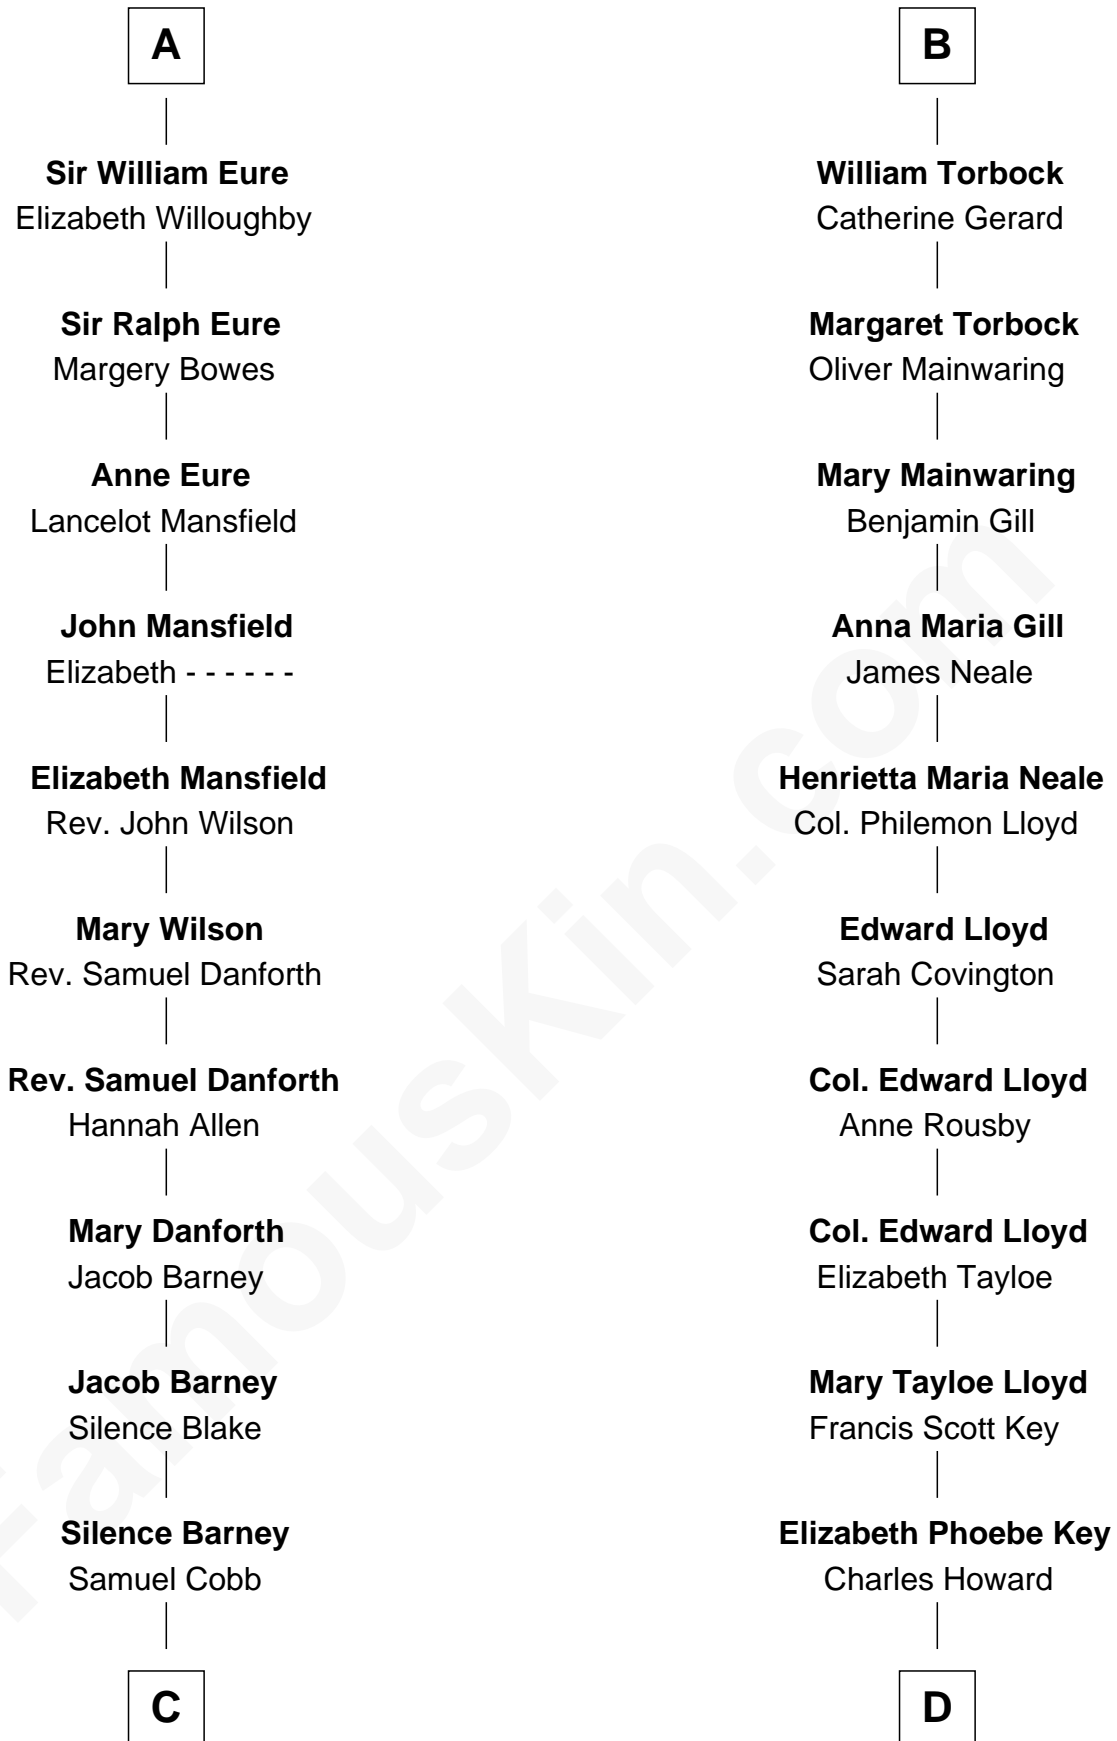 A
Sir William Eure
Elizabeth Willoughby
Sir Ralph Eure
Margery Bowes
Anne Eure
Lancelot Mansfield
John Mansfield
Elizabeth - - - - - -
Elizabeth Mansfield
Rev. John Wilson
Mary Wilson
Rev. Samuel Danforth
Rev. Samuel Danforth
Hannah Allen
Mary Danforth
Jacob Barney
Jacob Barney
Silence Blake
Silence Barney
Samuel Cobb
C
B
William Torbock
Catherine Gerard
Margaret Torbock
Oliver Mainwaring
Mary Mainwaring
Benjamin Gill
Anna Maria Gill
James Neale
Henrietta Maria Neale
Col. Philemon Lloyd
Edward Lloyd
Sarah Covington
Col. Edward Lloyd
Anne Rousby
Col. Edward Lloyd
Elizabeth Tayloe
Mary Tayloe Lloyd
Francis Scott Key
Elizabeth Phoebe Key
Charles Howard
D
FamousKin.com